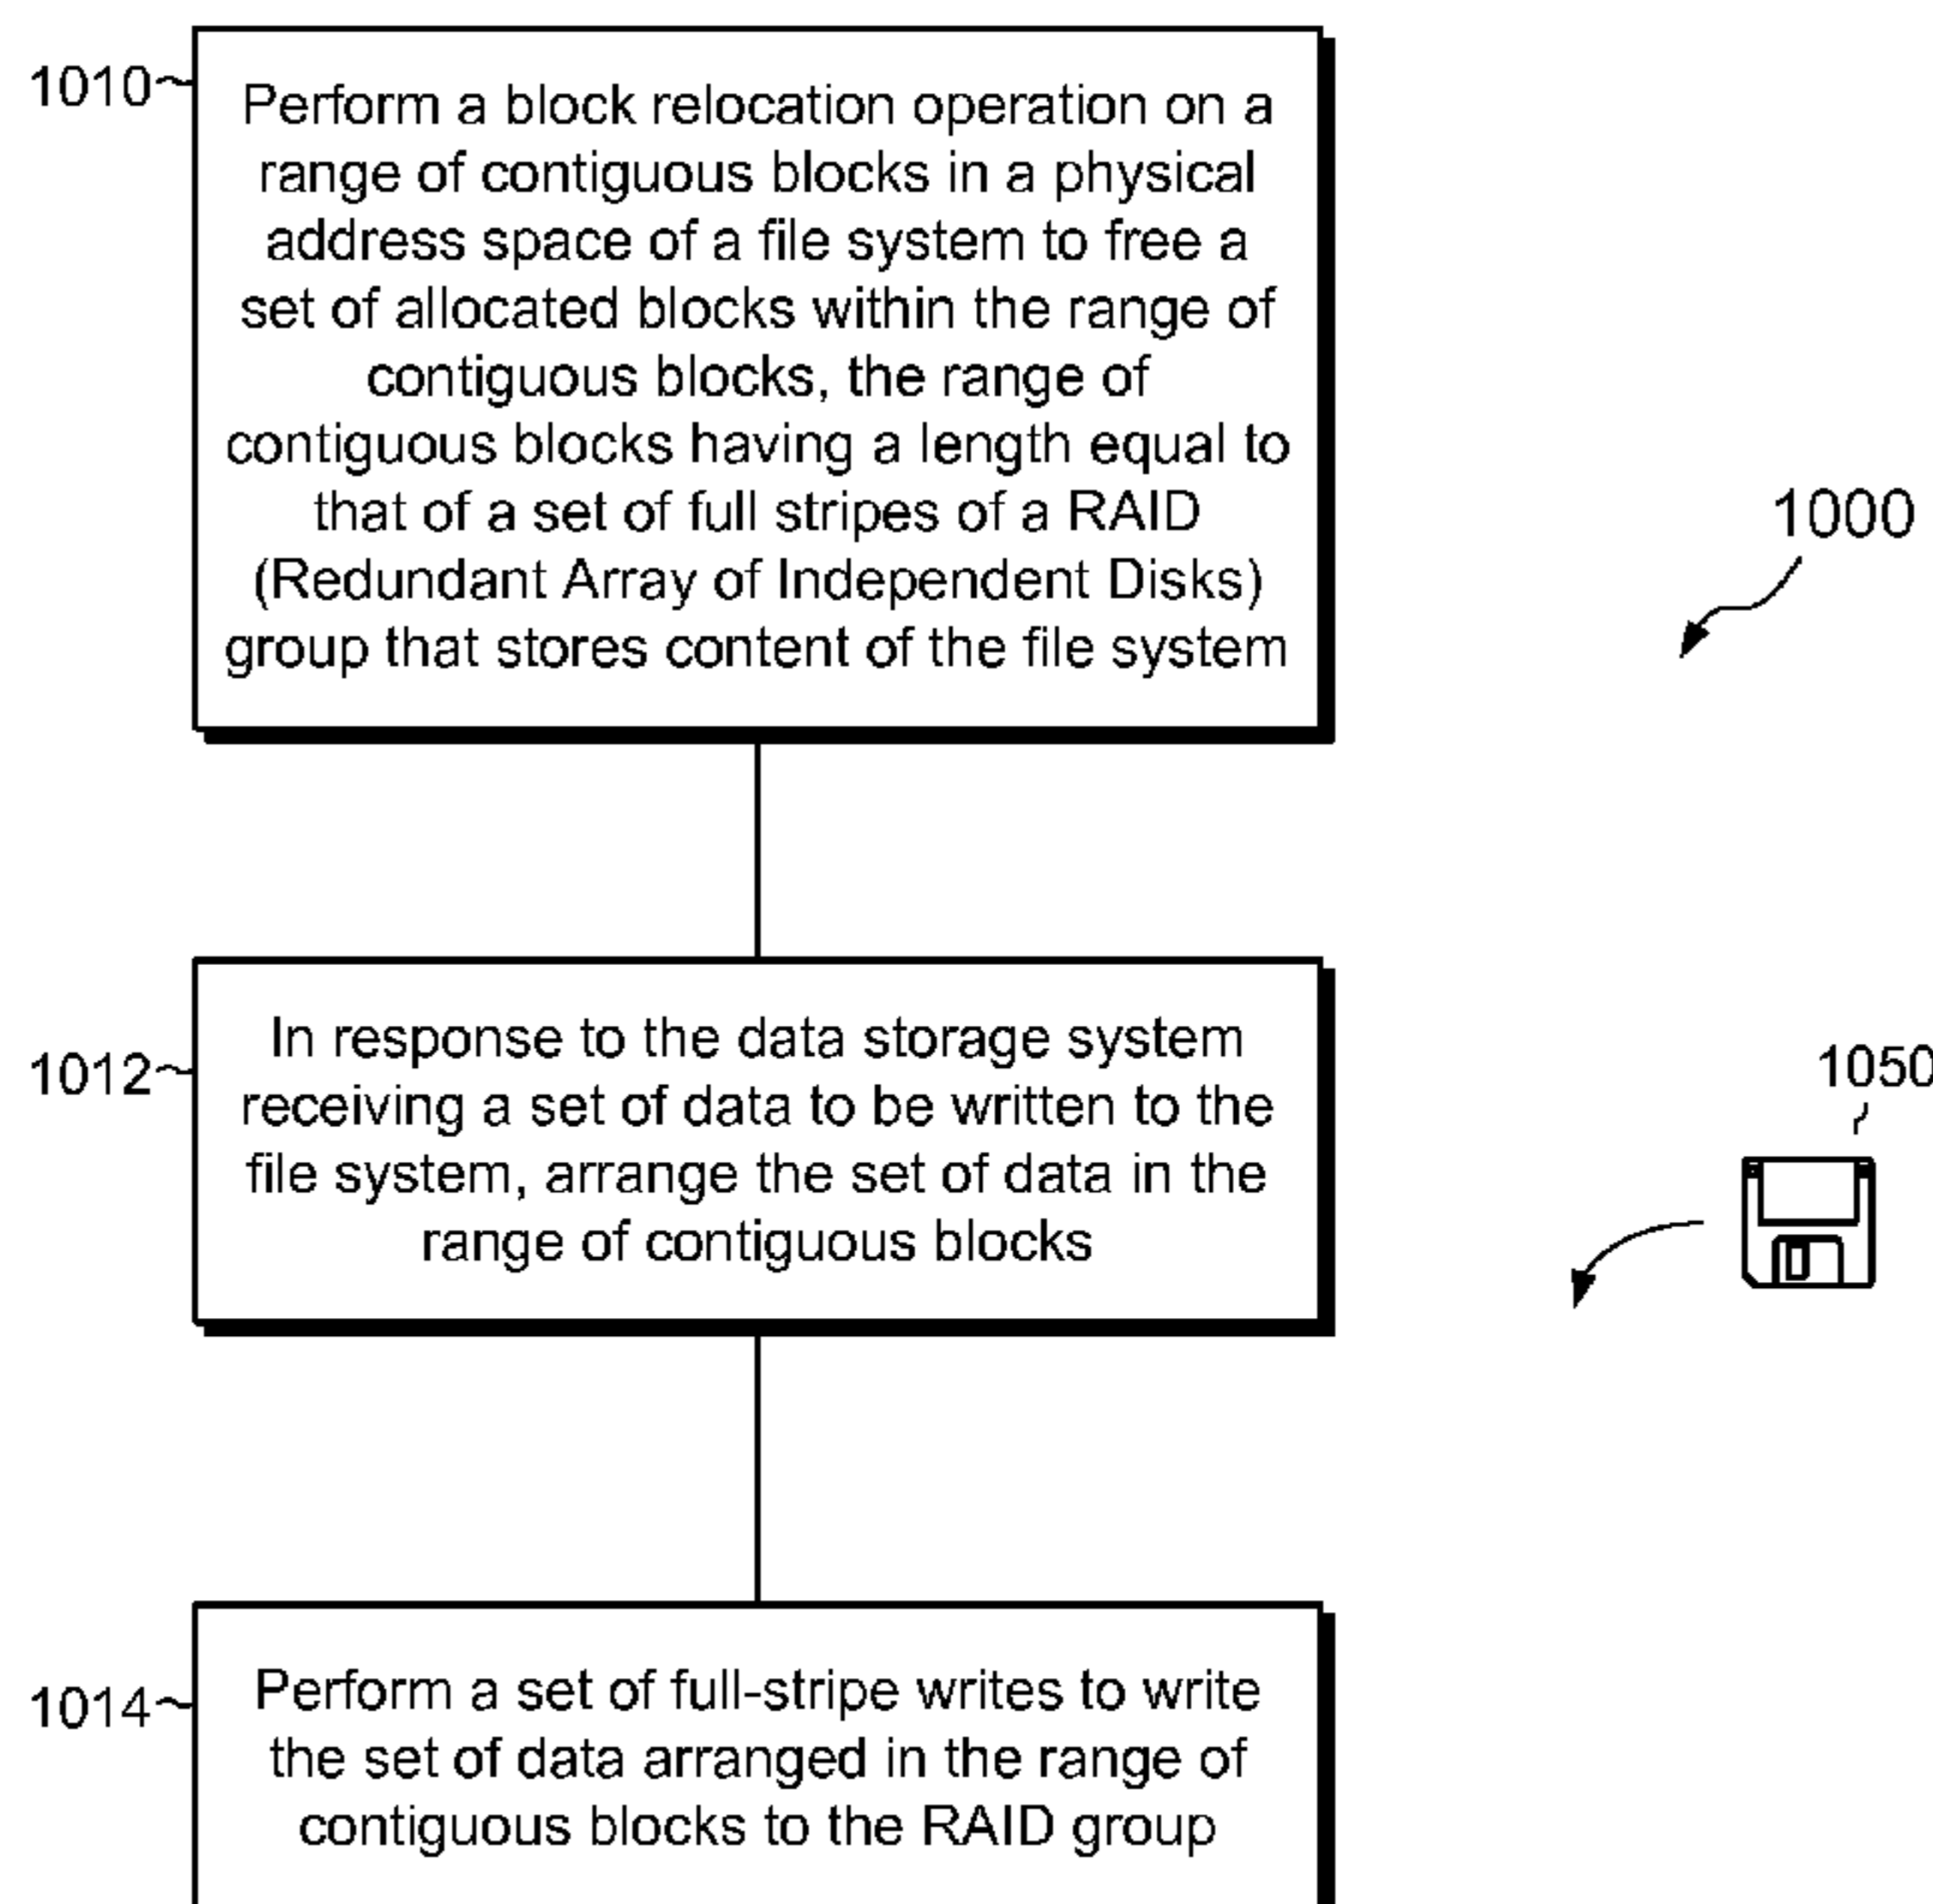 1010
Perform a block relocation operation on a
range of contiguous blocks in a physical
address space of a file system to free a
set of allocated blocks within the range of
contiguous blocks, the range of
contiguous blocks having a length equal to
that of a set of full stripes of a RAID
(Redundant Array of Independent Disks)
group that stores content of the file system
1000
1012
In response to the data storage system
receiving a set of data to be written to the
file system, arrange the set of data in the
range of contiguous blocks
1050
1014
Perform a set of full-stripe writes to write
the set of data arranged in the range of
contiguous blocks to the RAID group